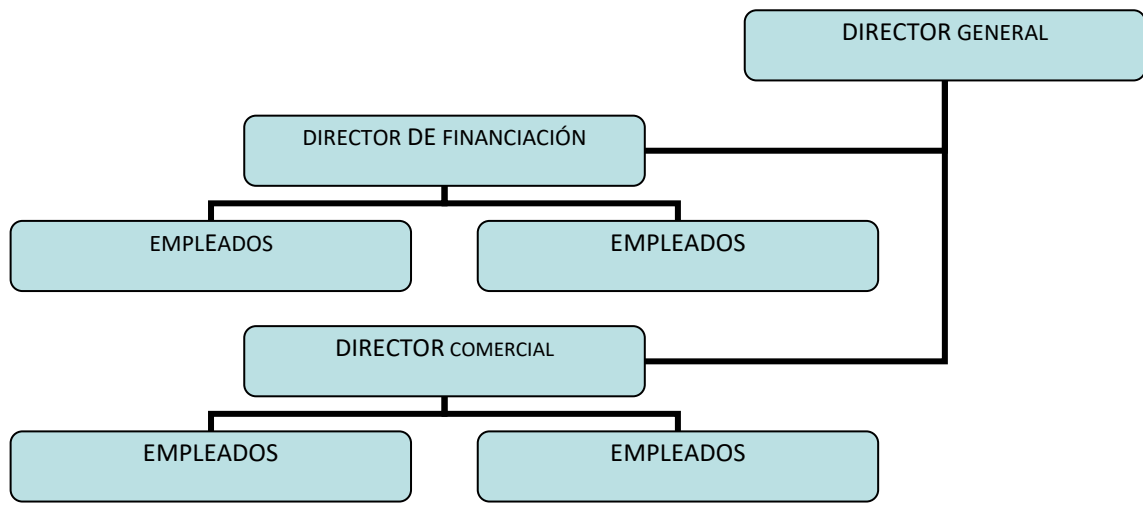 DIRECTOR GENERAL
DIRECTOR DE FINANCIACIÓN
EMPLEADOS
EMPLEADOS
DIRECTOR COMERCIAL
EMPLEADOS
EMPLEADOS